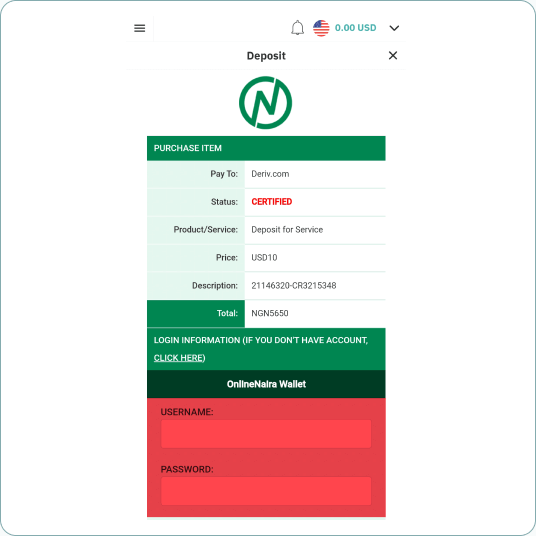 0.00 USD
Deposit
PURCHASE ITEM
Pay To: Deriv.com
Status: CERTIFIED
Product/Service: Deposit for Service
Price: USD10
Description: 21146320-CR3215348
Total: NGN5650
LOGIN INFORMATION (IF YOU DON'T HAVE ACCOUNT,
CLICK HERE)
OnlineNaira Wallet
USERNAME:
PASSWORD: